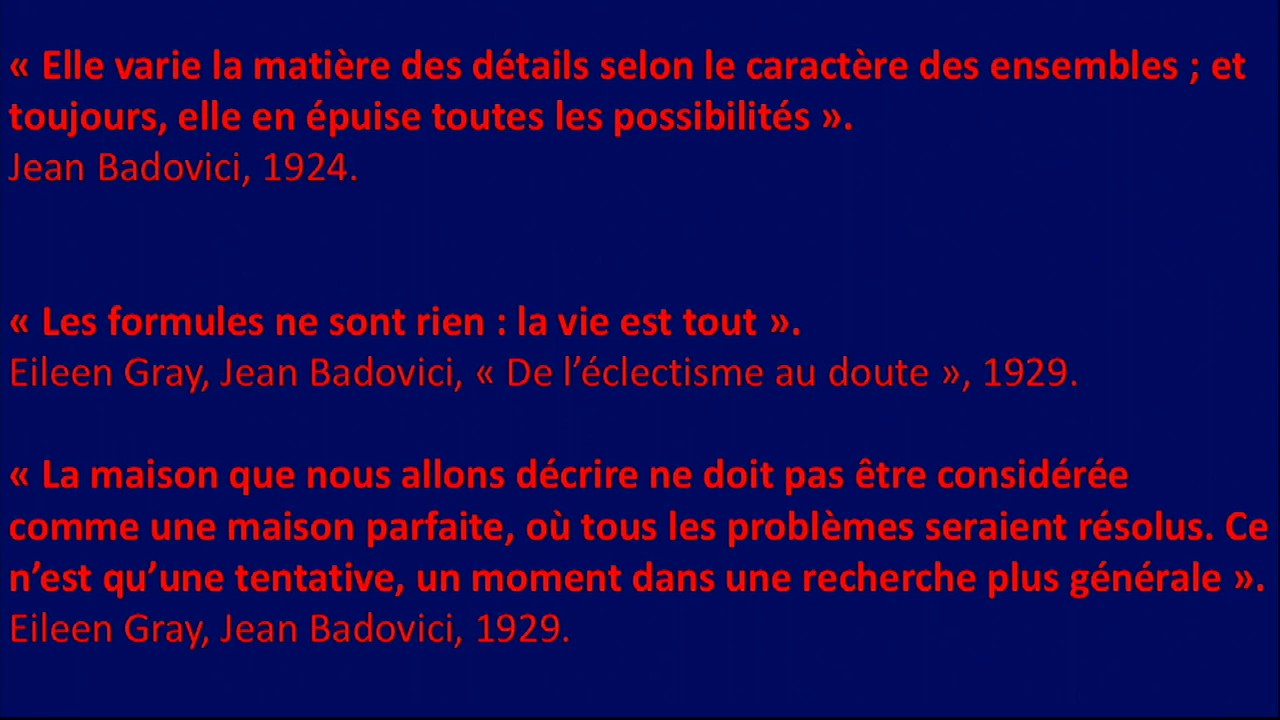 « Elle varie la matière des détails selon le caractère des ensembles ; et
toujours, elle en épuise toutes les possibilités ».
Jean Badovici, 1924.
« Les formules ne sont rien : la vie est tout ».
Eileen Gray, Jean Badovici, « De l’éclectisme au doute », 1929.
« La maison que nous allons décrire ne doit pas être considérée
comme une maison parfaite, où tous les problèmes seraient résolus. Ce
n’est qu’une tentative, un moment dans une recherche plus générale ».
Eileen Gray, Jean Badovici, 1929.